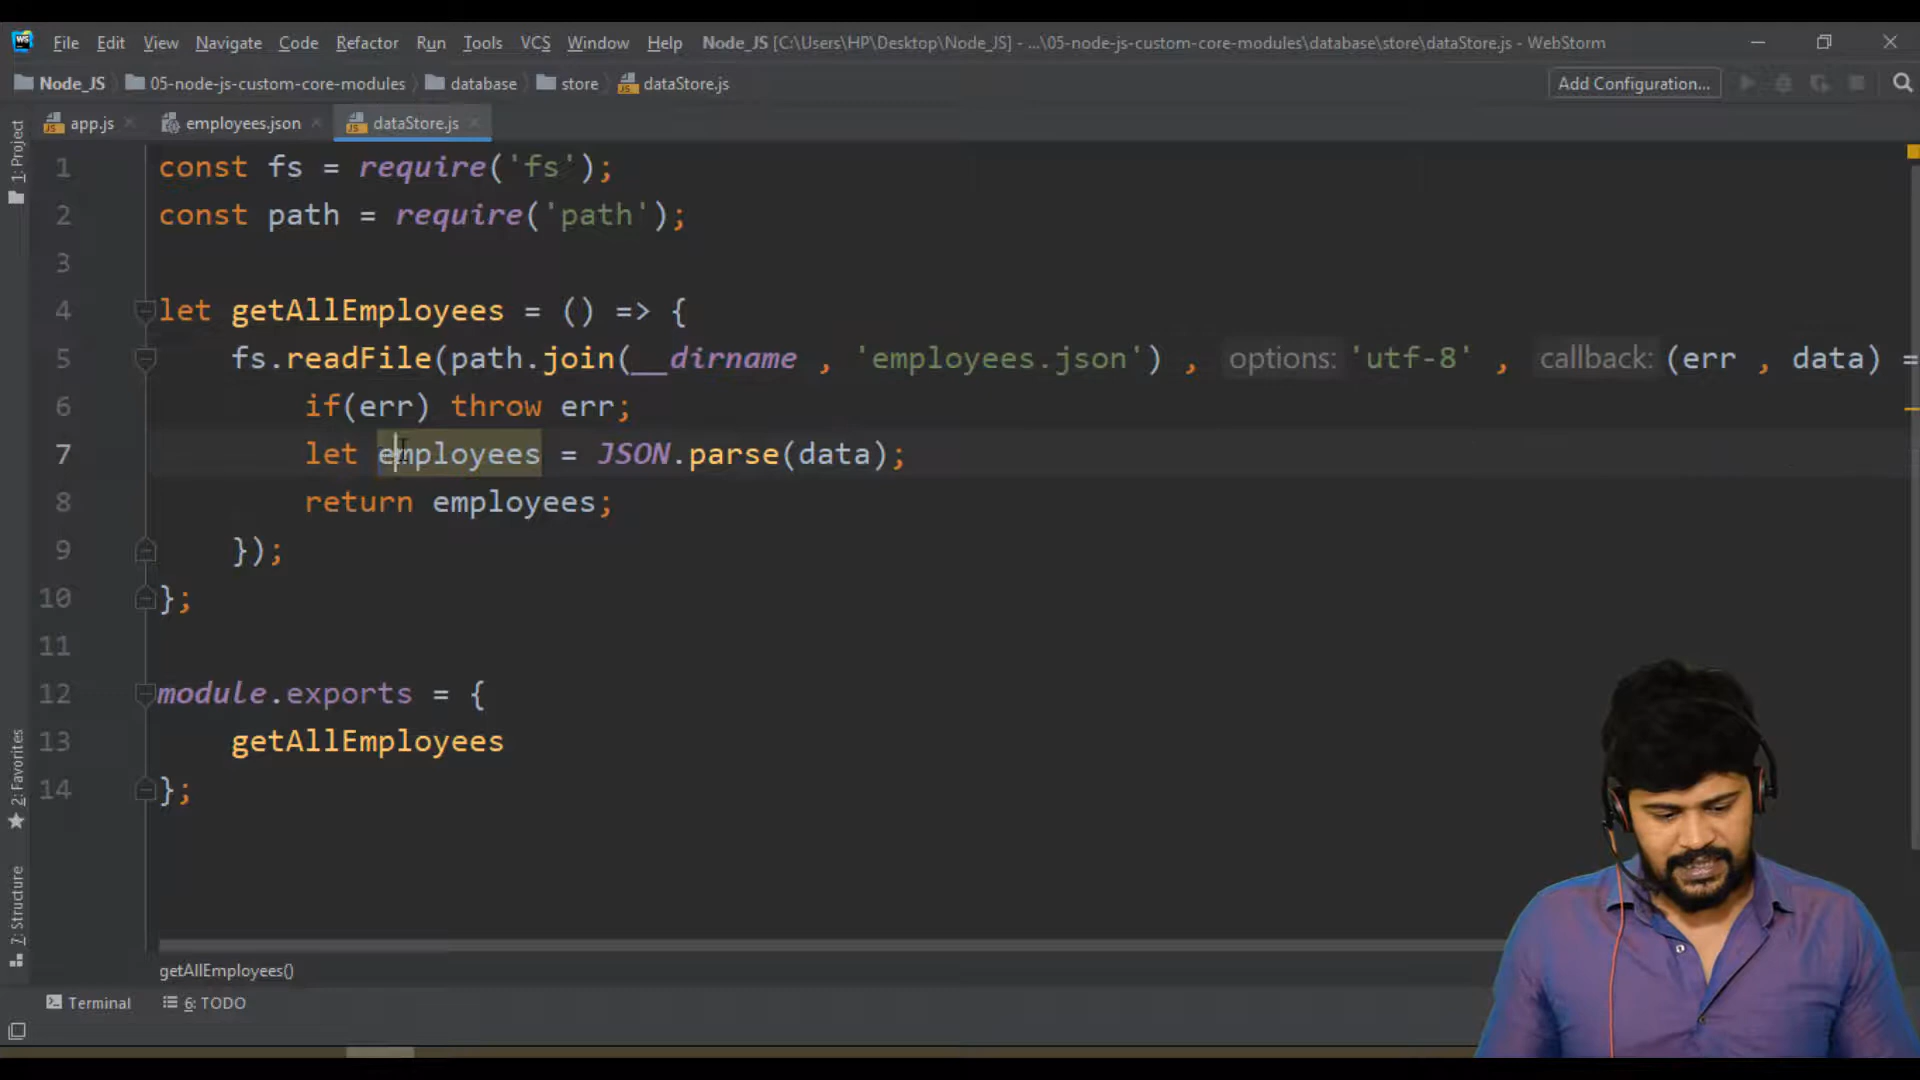 WS File Edit View Navigate Code Refactor Run Tools VCS Window Help Node_JS [C:\Users\HP\Desktop\Node_JS] - ...\05-node-js-custom-core-modules\database\store\dataStore.js - WebStorm
Node_JS 05-node-js-custom-core-modules database store dataStore.js Add Configuration...
app.js employees.json dataStore.js
1: Project
1 const fs = require('fs');
2 const path = require('path');
3
4 let getAllEmployees = () => {
5 fs.readFile(path.join(__dirname , 'employees.json') , options: 'utf-8' , callback: (err , data) =
6 if(err) throw err;
7 let employees = JSON.parse(data);
8 return employees;
9 });
10 };
11
12 module.exports = {
13 getAllEmployees
14 };
2: Favorites
7: Structure
getAllEmployees()
Terminal 6: TODO